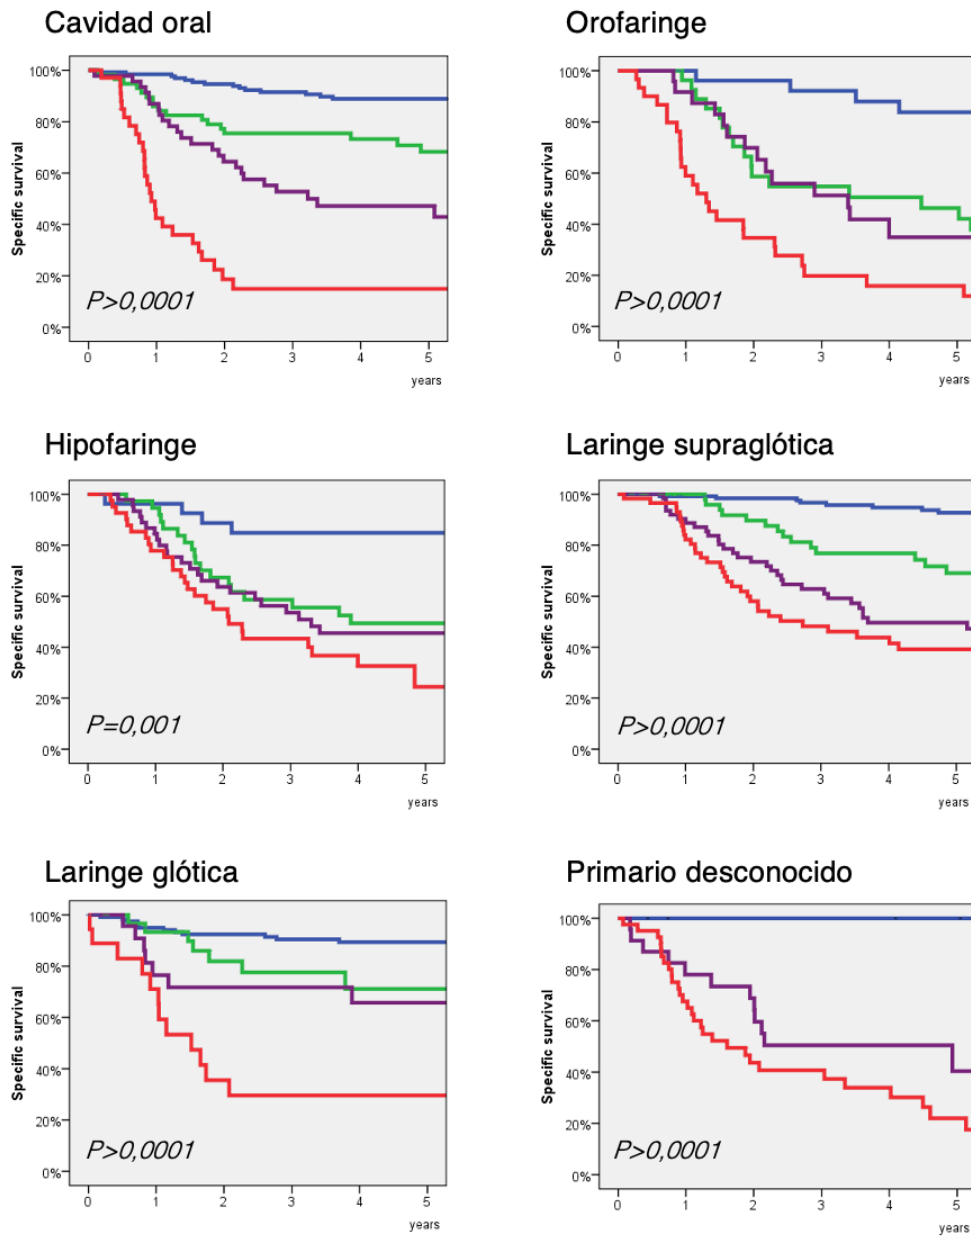 Cavidad oral
Specific survival
100%
80%
60%
40%
20%
0%
P>0,0001
0 1 2 3 4 5
years
Orofaringe
Specific survival
100%
80%
60%
40%
20%
0%
P>0,0001
0 1 2 3 4 5
years
Hipofaringe
Specific survival
100%
80%
60%
40%
20%
0%
P=0,001
0 1 2 3 4 5
years
Laringe supraglótica
Specific survival
100%
80%
60%
40%
20%
0%
P>0,0001
0 1 2 3 4 5
years
Laringe glótica
Specific survival
100%
80%
60%
40%
20%
0%
P>0,0001
0 1 2 3 4 5
years
Primario desconocido
Specific survival
100%
80%
60%
40%
20%
0%
P>0,0001
0 1 2 3 4 5
years